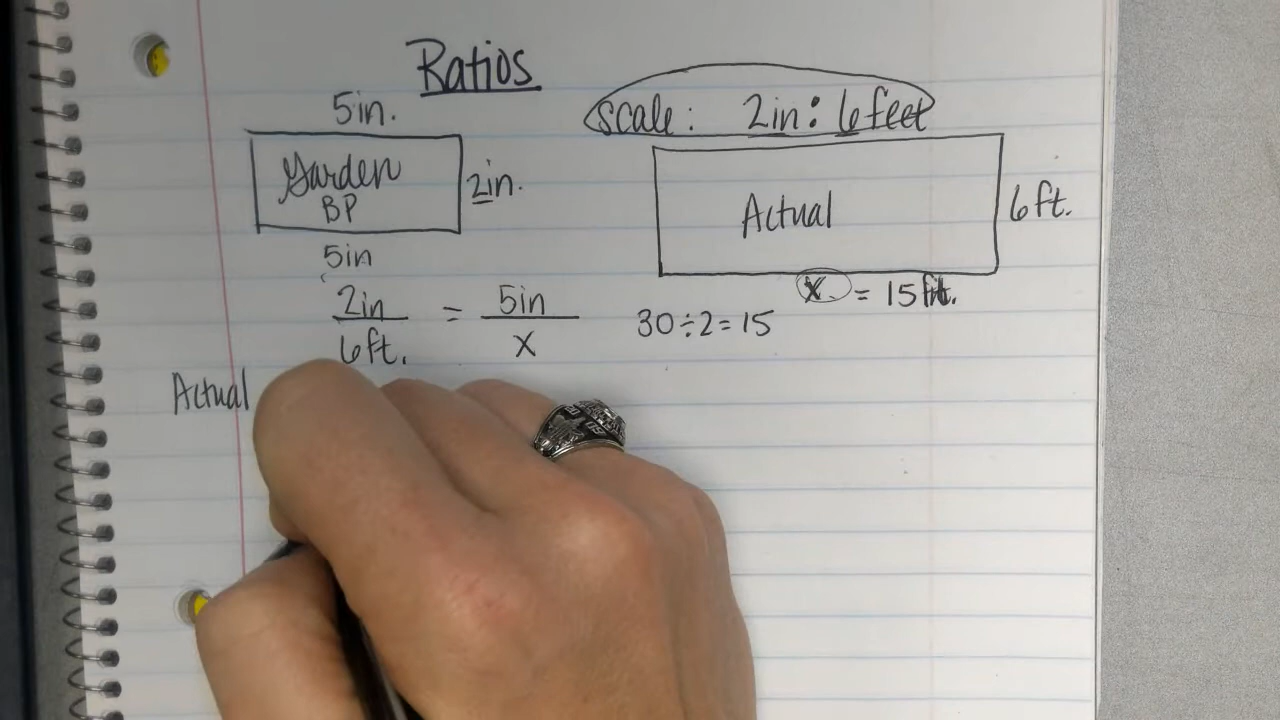 Ratios
5in.
scale: 2in: 6feet
Garden
BP
2in.
Actual
6ft.
5in
x = 15ft.
2in
6ft.
=
5in
x
30÷2=15
Actual